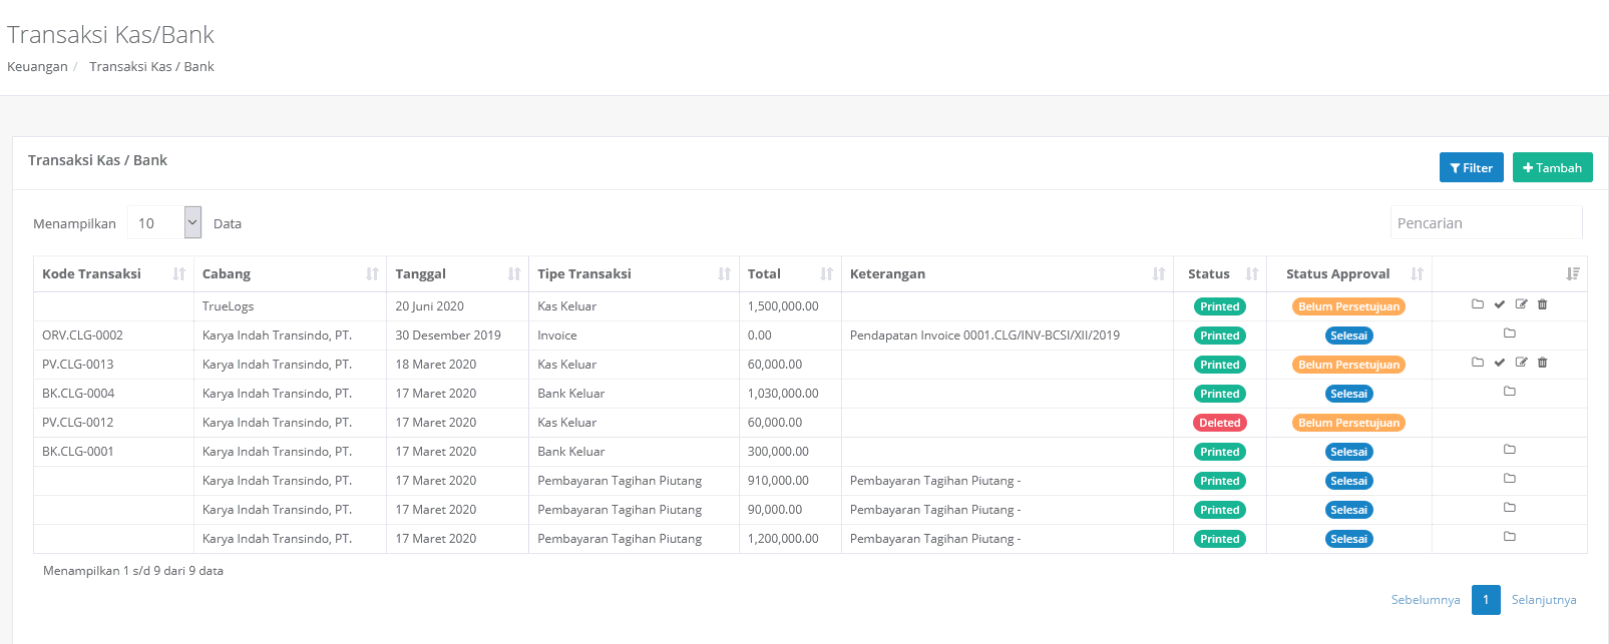 Transaksi Kas/Bank
Keuangan / Transaksi Kas / Bank
Transaksi Kas / Bank
Filter
+ Tambah
Menampilkan 10 Data
Pencarian
Kode Transaksi Cabang Tanggal Tipe Transaksi Total Keterangan Status Status Approval
TrueLogs 20 Juni 2020 Kas Keluar 1,500,000.00 Printed Belum Persetujuan
ORV.CLG-0002 Karya Indah Transindo, PT. 30 Desember 2019 Invoice 0.00 Pendapatan Invoice 0001.CLG/INV-BCSI/XII/2019 Printed Selesai
PV.CLG-0013 Karya Indah Transindo, PT. 18 Maret 2020 Kas Keluar 60,000.00 Printed Belum Persetujuan
BK.CLG-0004 Karya Indah Transindo, PT. 17 Maret 2020 Bank Keluar 1,030,000.00 Printed Selesai
PV.CLG-0012 Karya Indah Transindo, PT. 17 Maret 2020 Kas Keluar 60,000.00 Deleted Belum Persetujuan
BK.CLG-0001 Karya Indah Transindo, PT. 17 Maret 2020 Bank Keluar 300,000.00 Printed Selesai
Karya Indah Transindo, PT. 17 Maret 2020 Pembayaran Tagihan Piutang 910,000.00 Pembayaran Tagihan Piutang - Printed Selesai
Karya Indah Transindo, PT. 17 Maret 2020 Pembayaran Tagihan Piutang 90,000.00 Pembayaran Tagihan Piutang - Printed Selesai
Karya Indah Transindo, PT. 17 Maret 2020 Pembayaran Tagihan Piutang 1,200,000.00 Pembayaran Tagihan Piutang - Printed Selesai
Menampilkan 1 s/d 9 dari 9 data
Sebelumnya 1 Selanjutnya